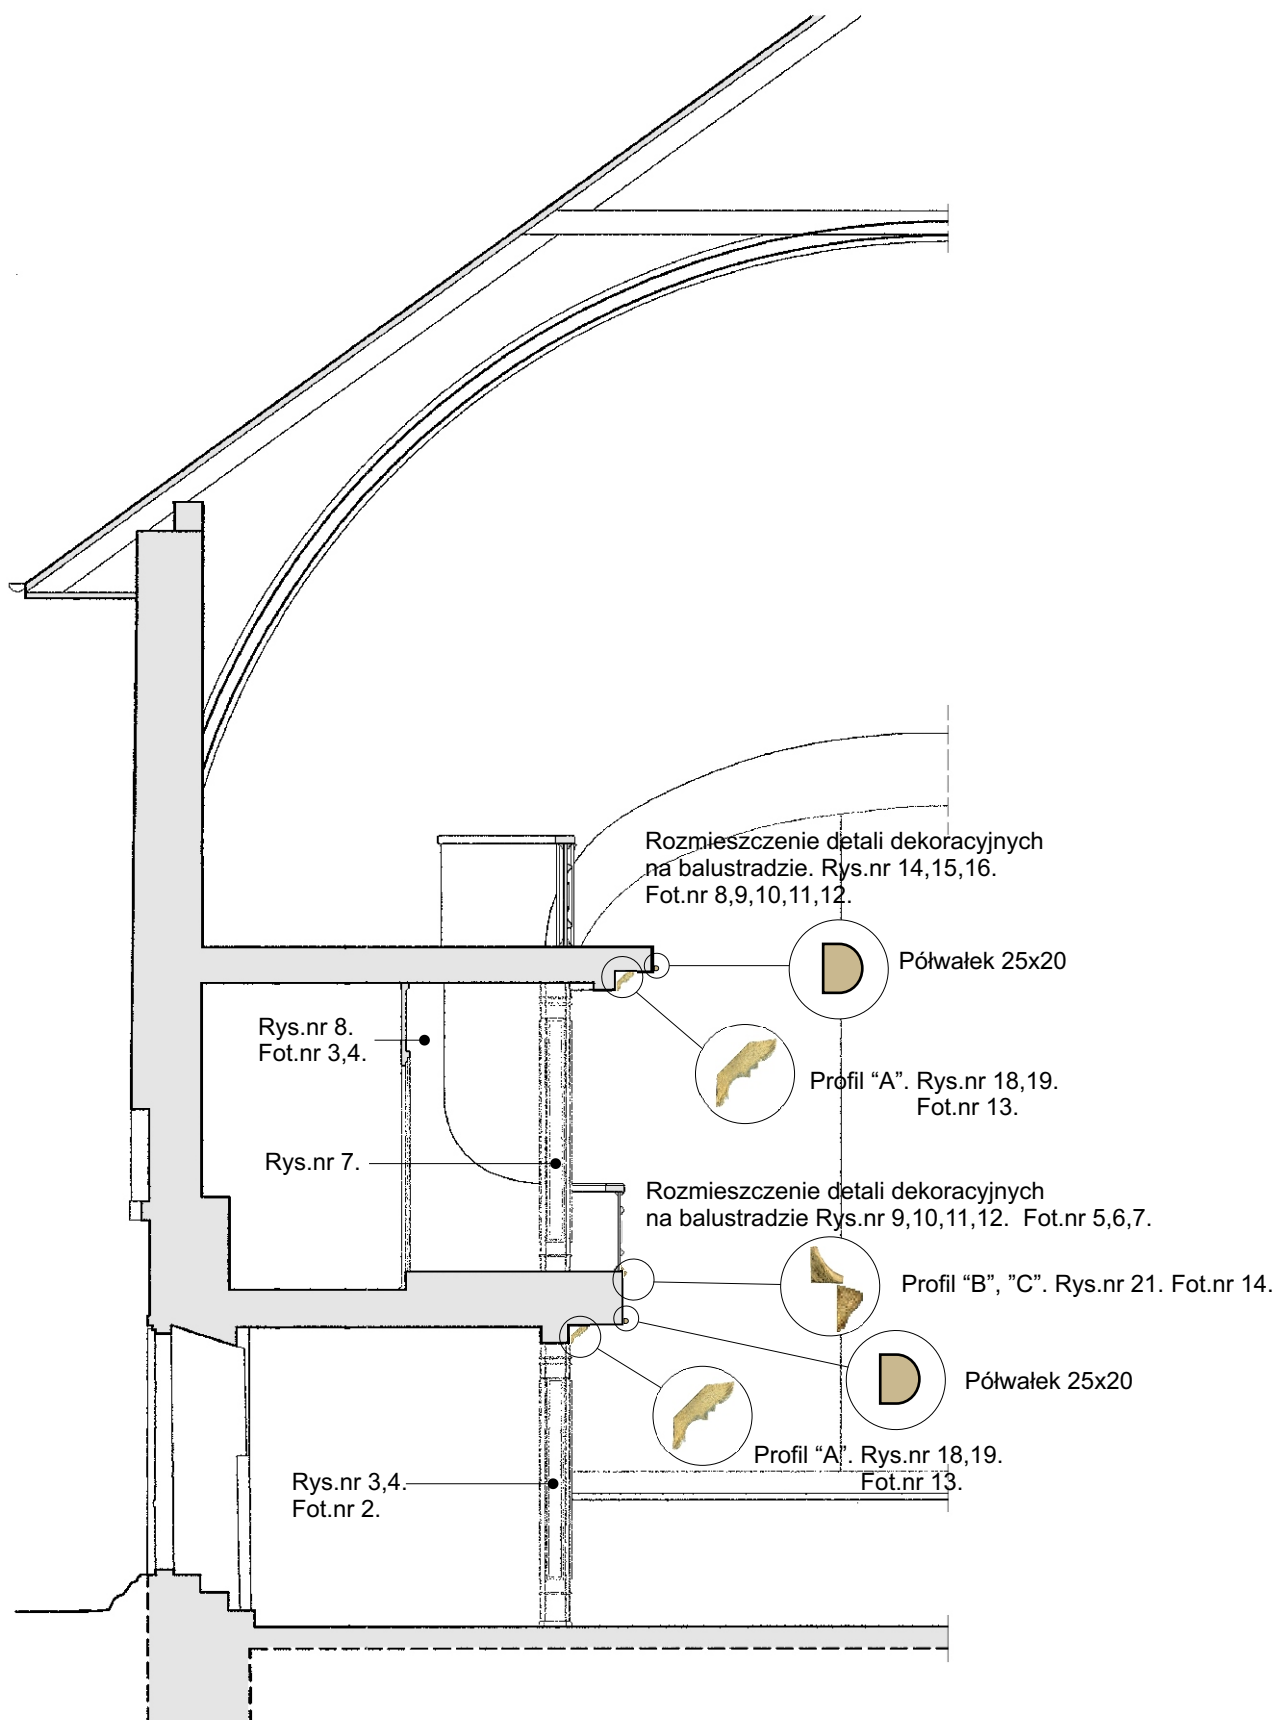 Rozmieszczenie detali dekoracyjnych
na balustradzie. Rys.nr 14,15,16.
Fot.nr 8,9,10,11,12.
Półwałek 25x20
Rys.nr 8.
Fot.nr 3,4.
Profil “A”. Rys.nr 18,19.
Fot.nr 13.
Rys.nr 7.
Rozmieszczenie detali dekoracyjnych
na balustradzie Rys.nr 9,10,11,12. Fot.nr 5,6,7.
Profil “B”, ”C”. Rys.nr 21. Fot.nr 14.
Półwałek 25x20
Profil “A”. Rys.nr 18,19.
Fot.nr 13.
Rys.nr 3,4.
Fot.nr 2.